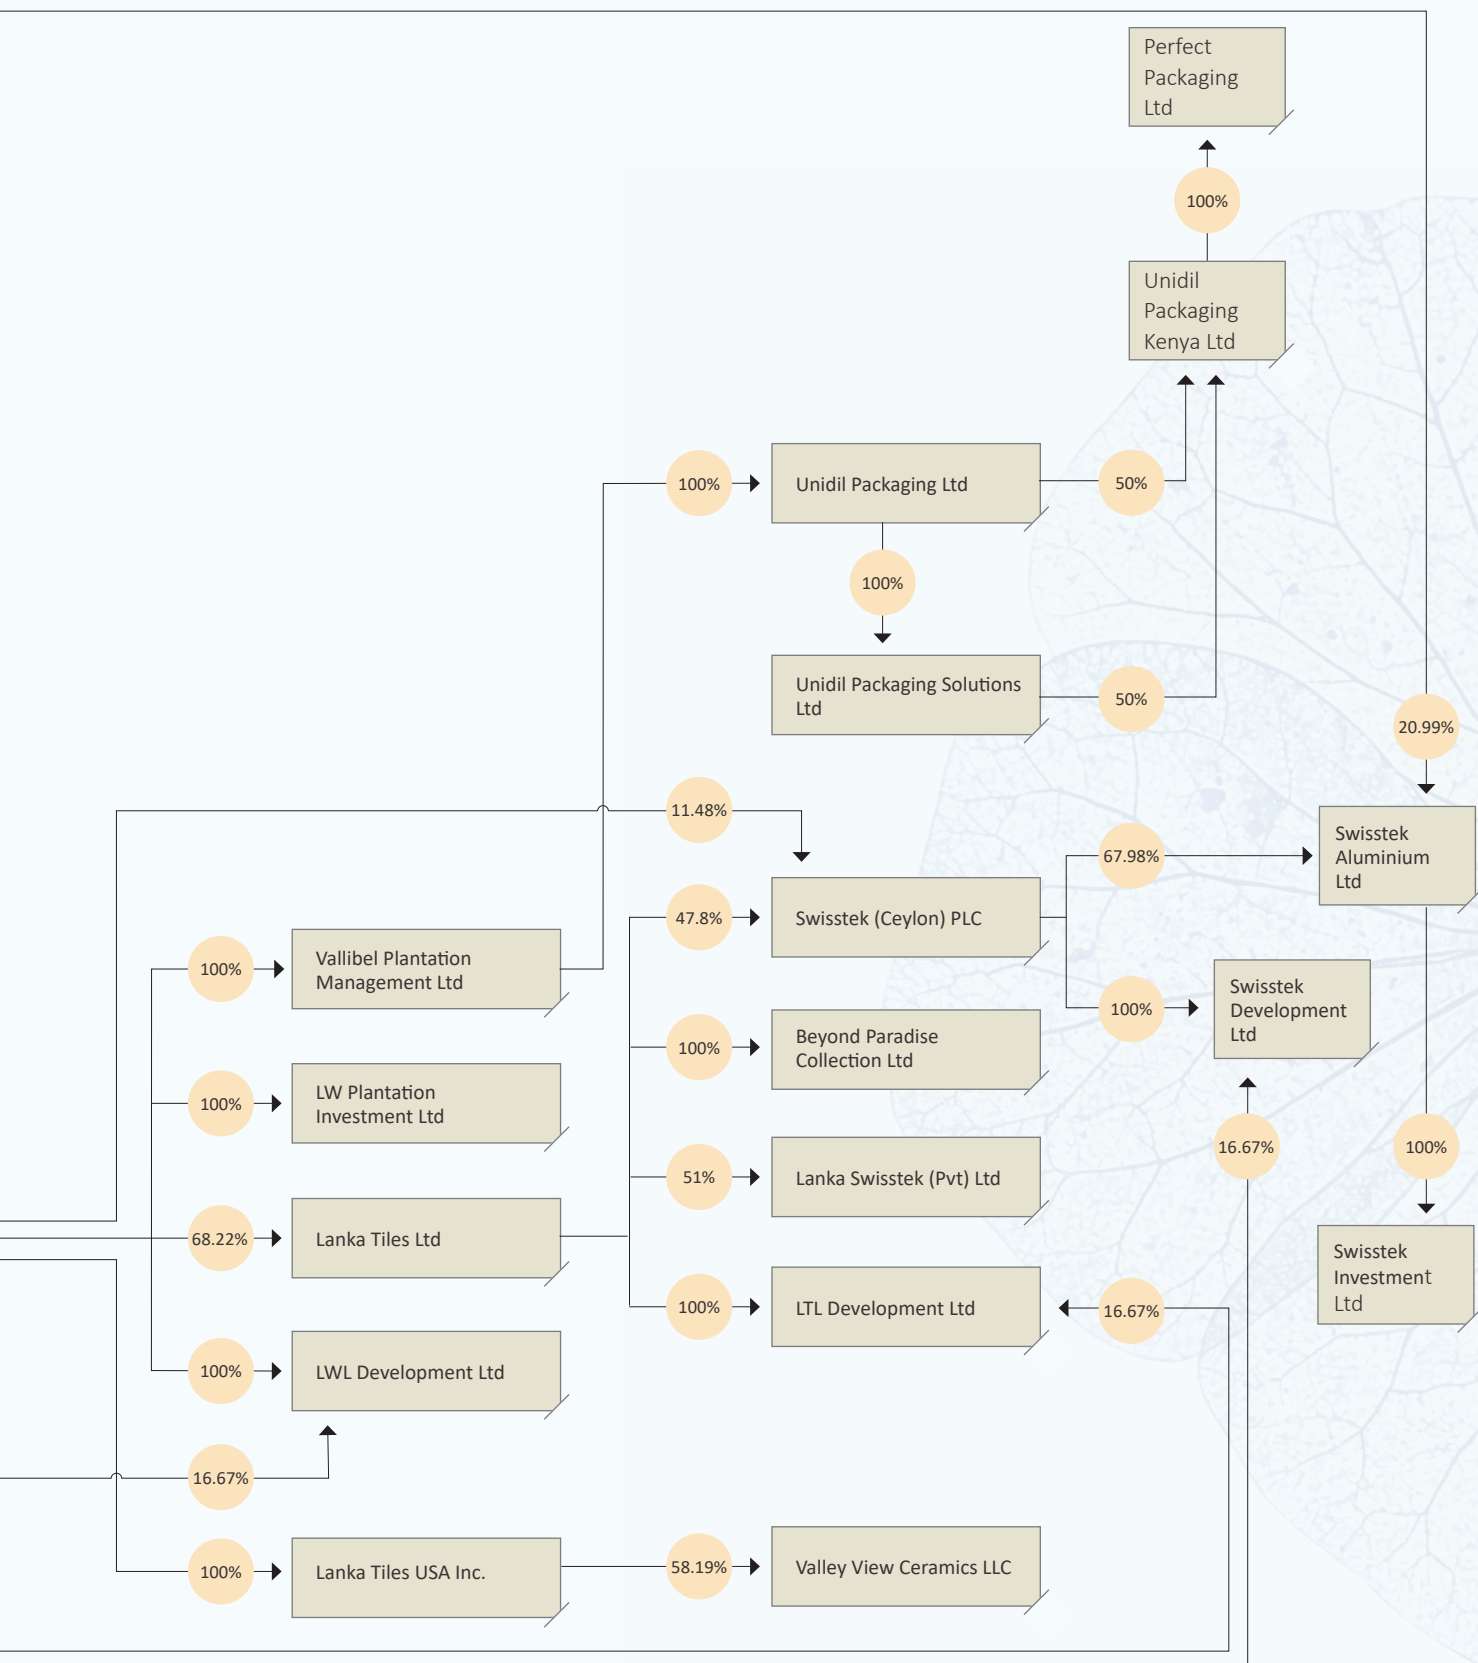 Perfect
Packaging
Ltd
100%
Unidil
Packaging
Kenya Ltd
100%
Unidil Packaging Ltd
50%
100%
Unidil Packaging Solutions
Ltd
50%
20.99%
11.48%
Swisstek
Aluminium
Ltd
67.98%
47.8%
Swisstek (Ceylon) PLC
100%
Vallibel Plantation
Management Ltd
100%
Swisstek
Development
Ltd
100%
Beyond Paradise
Collection Ltd
100%
LW Plantation
Investment Ltd
16.67%
100%
51%
Lanka Swisstek (Pvt) Ltd
68.22%
Lanka Tiles Ltd
Swisstek
Investment
Ltd
100%
LTL Development Ltd
16.67%
100%
LWL Development Ltd
16.67%
100%
Lanka Tiles USA Inc.
58.19%
Valley View Ceramics LLC